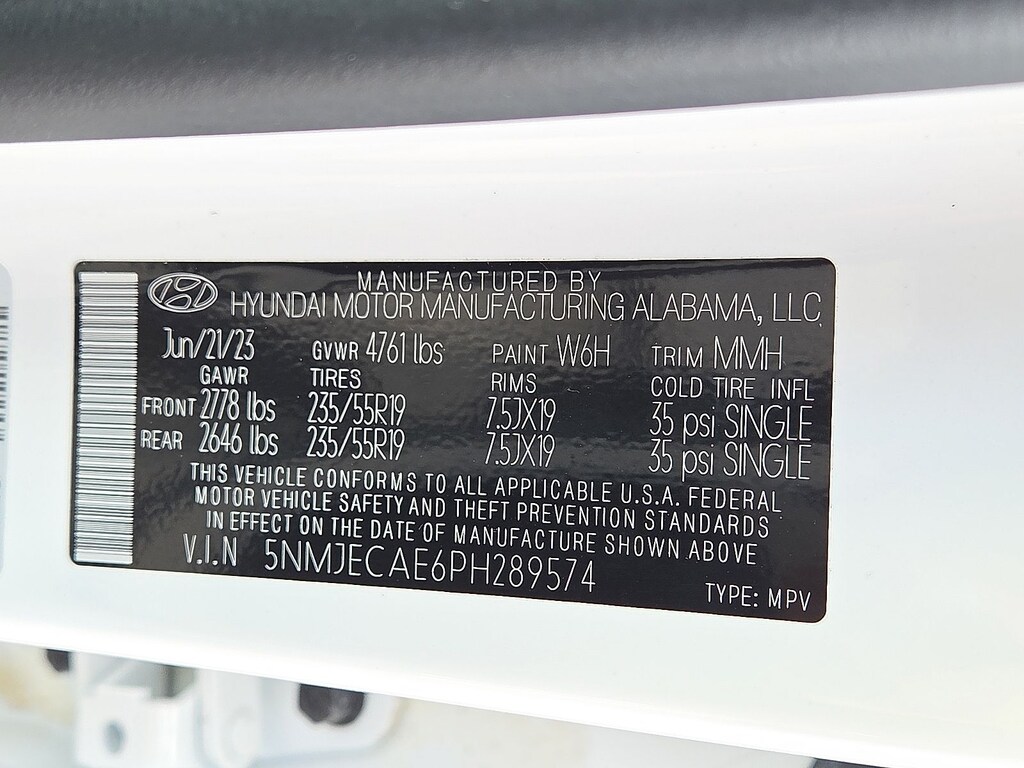 MANUFACTURED BY
HYUNDAI MOTOR MANUFACTURING ALABAMA, LLC
Jun/21/23 GVWR 4761 lbs PAINT W6H TRIM MMH
GAWR TIRES RIMS COLD TIRE INFL
FRONT 2778 lbs 235/55R19 7.5JX19 35 psi SINGLE
REAR 2646 lbs 235/55R19 7.5JX19 35 psi SINGLE
THIS VEHICLE CONFORMS TO ALL APPLICABLE U.S.A. FEDERAL
MOTOR VEHICLE SAFETY AND THEFT PREVENTION STANDARDS
IN EFFECT ON THE DATE OF MANUFACTURE SHOWN ABOVE
V.I.N 5NMJECAE6PH289574
TYPE: MPV